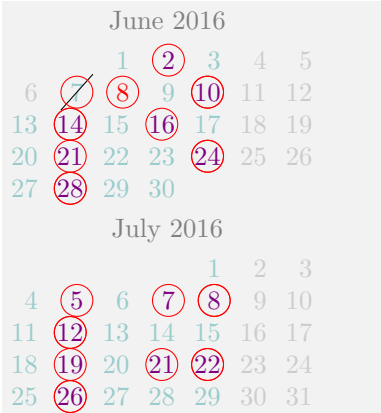 June 2016
1 2 3 4 5
6 7 8 9 10 11 12
13 14 15 16 17 18 19
20 21 22 23 24 25 26
27 28 29 30
July 2016
1 2 3
4 5 6 7 8 9 10
11 12 13 14 15 16 17
18 19 20 21 22 23 24
25 26 27 28 29 30 31